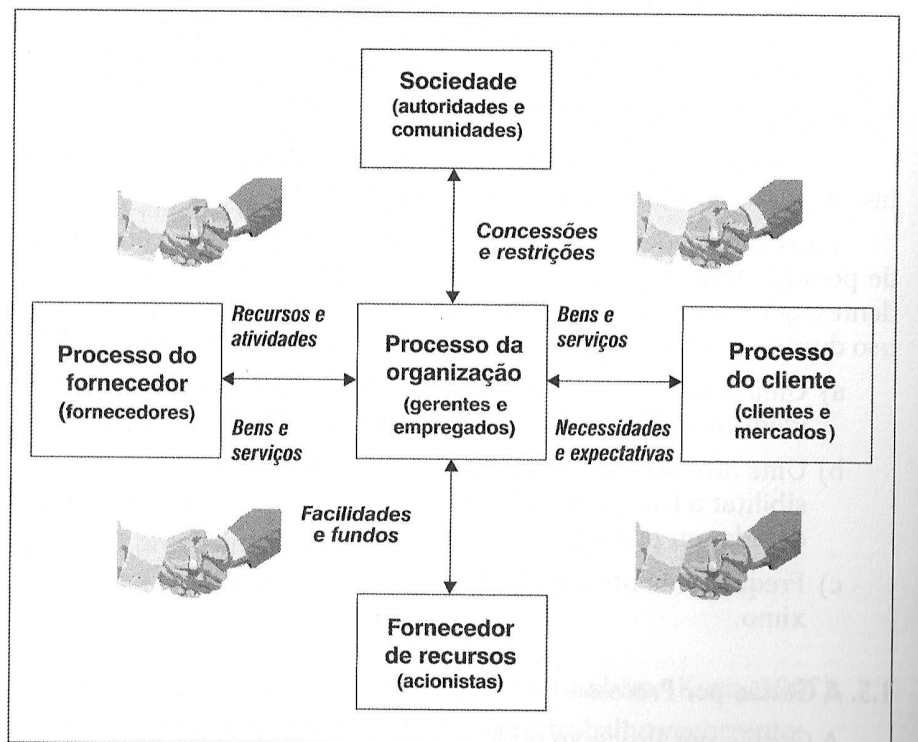 Sociedade
(autoridades e
comunidades)
Concessões
e restrições
Recursos e
atividades
Bens e
serviços
Processo do
fornecedor
(fornecedores)
Processo da
organização
(gerentes e
empregados)
Processo
do cliente
(clientes e
mercados)
Bens e
serviços
Necessidades
e expectativas
Facilidades
e fundos
Fornecedor
de recursos
(acionistas)